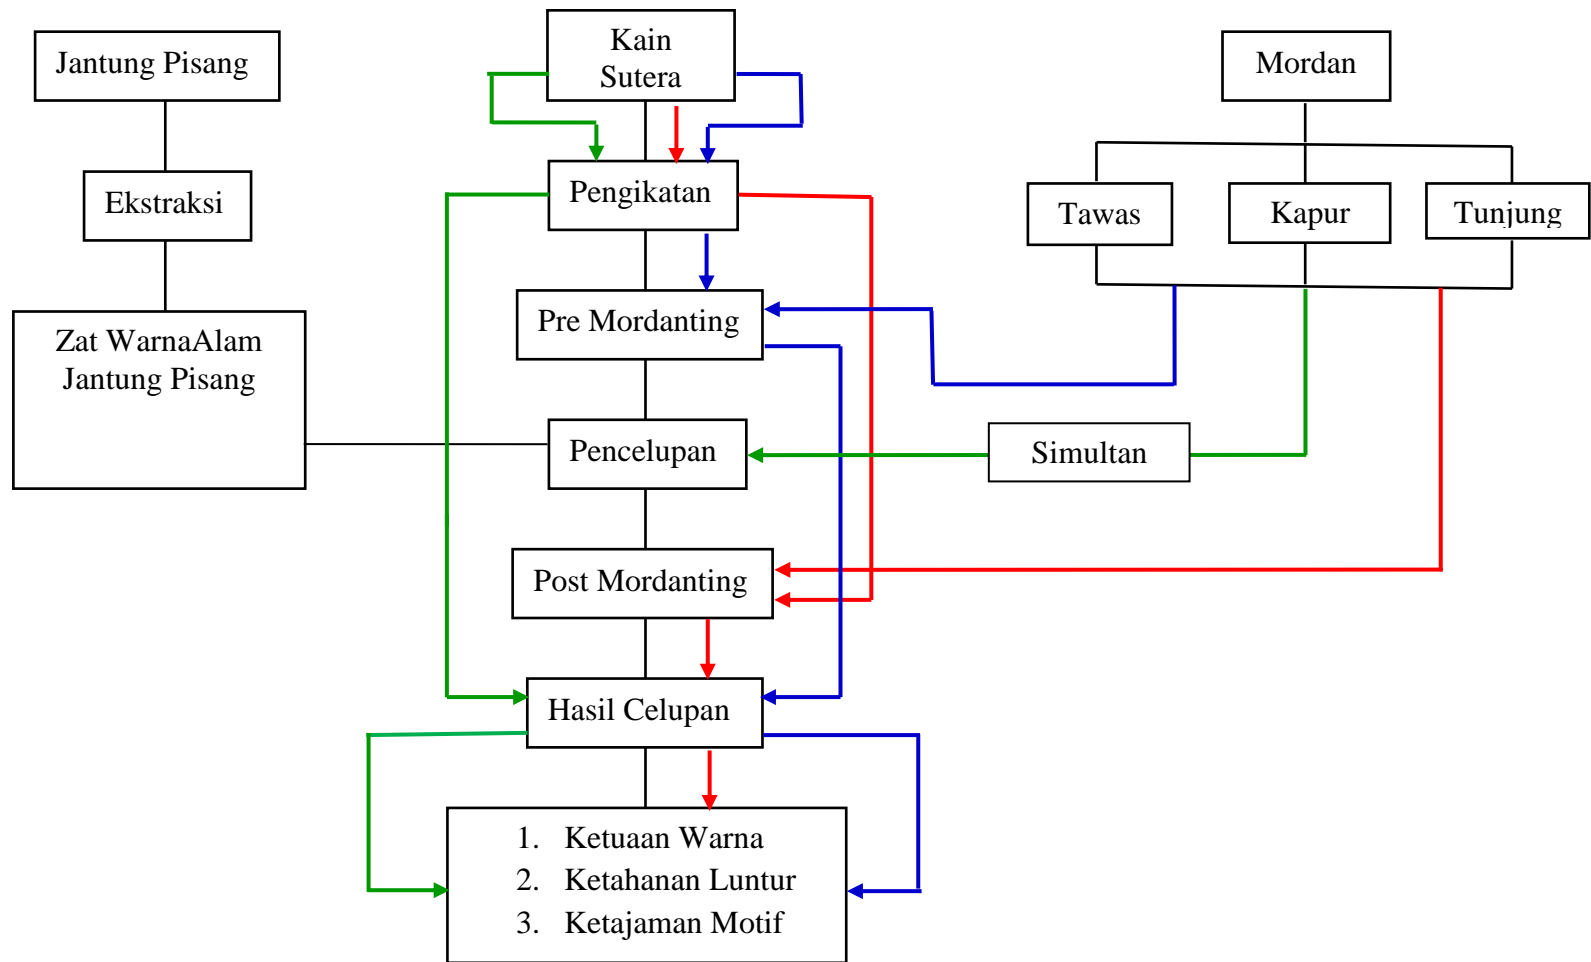 Jantung Pisang
Ekstraksi
Zat WarnaAlam
Jantung Pisang
Kain
Sutera
Pengikatan
Pre Mordanting
Pencelupan
Post Mordanting
Hasil Celupan
1. Ketuaan Warna
2. Ketahanan Luntur
3. Ketajaman Motif
Mordan
Tawas
Kapur
Tunjung
Simultan